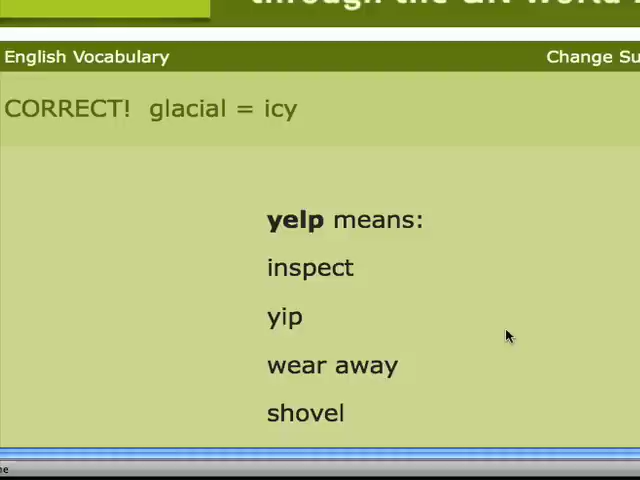 English Vocabulary
Change Su
CORRECT! glacial = icy
yelp means:
inspect
yip
wear away
shovel